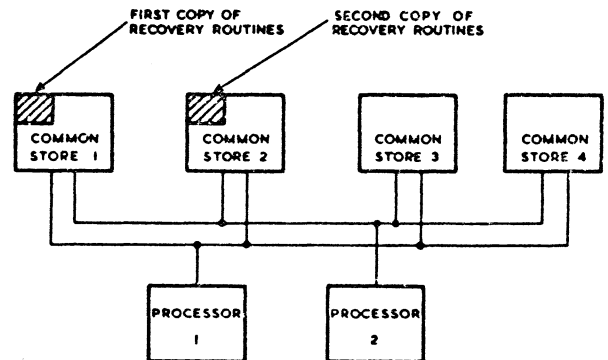 FIRST COPY OF
RECOVERY ROUTINES
SECOND COPY OF
RECOVERY ROUTINES
COMMON
STORE 1
COMMON
STORE 2
COMMON
STORE 3
COMMON
STORE 4
PROCESSOR
1
PROCESSOR
2